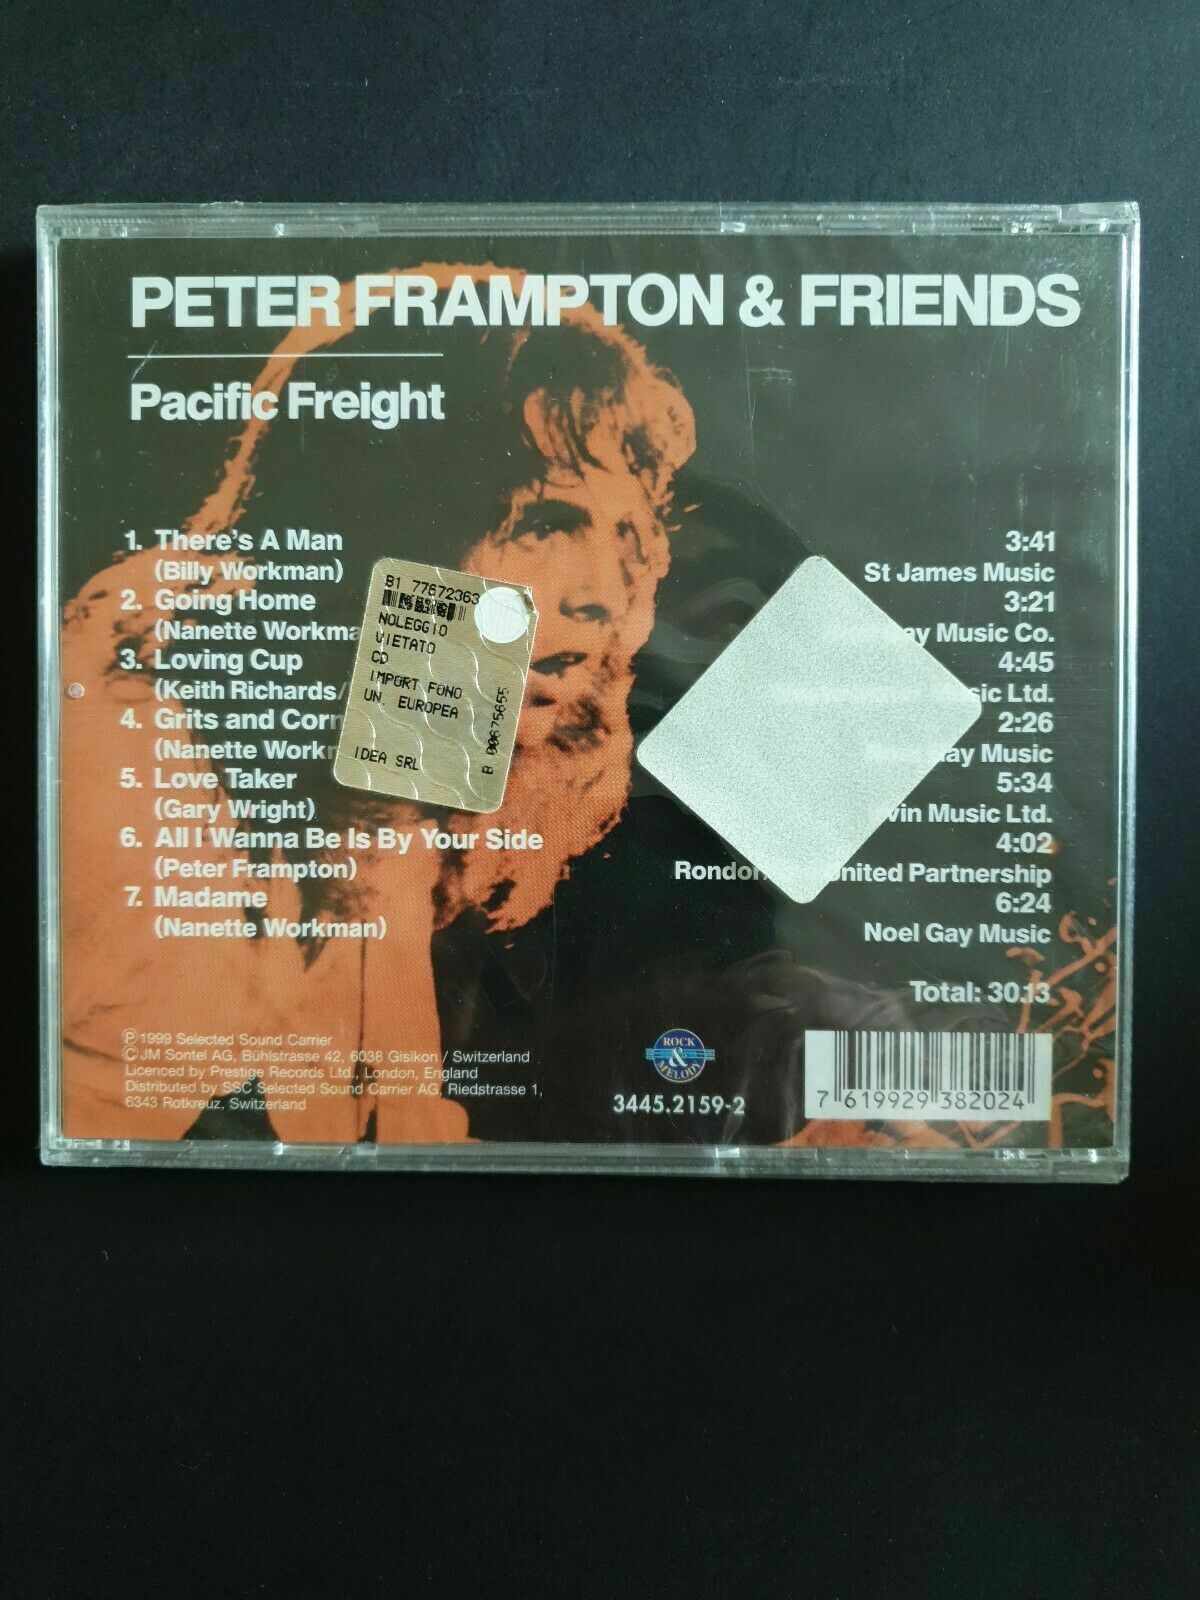 PETER FRAMPTON & FRIENDS
Pacific Freight
1. There's A Man 3:41
(Billy Workman) St James Music
2. Going Home 3:21
(Nanette Workma ay Music Co.
3. Loving Cup 4:45
(Keith Richards/ sic Ltd.
4. Grits and Corn 2:26
(Nanette Workm ay Music
5. Love Taker 5:34
(Gary Wright) vin Music Ltd.
6. All I Wanna Be Is By Your Side 4:02
(Peter Frampton) Rondor nited Partnership
7. Madame 6:24
(Nanette Workman) Noel Gay Music
Total: 30.13
B1 77672363
NOLEGGIO
VIETATO
CD
IMPORT FONO
UN. EUROPEA
IDEA SRL
B 00675655
℗ 1999 Selected Sound Carrier
© JM Sontel AG, Bühlstrasse 42, 6038 Gisikon / Switzerland
Licenced by Prestige Records Ltd., London, England
Distributed by SSC Selected Sound Carrier AG, Riedstrasse 1,
6343 Rotkreuz, Switzerland
ROCK
&
MELODY
3445.2159-2
7 619929 382024